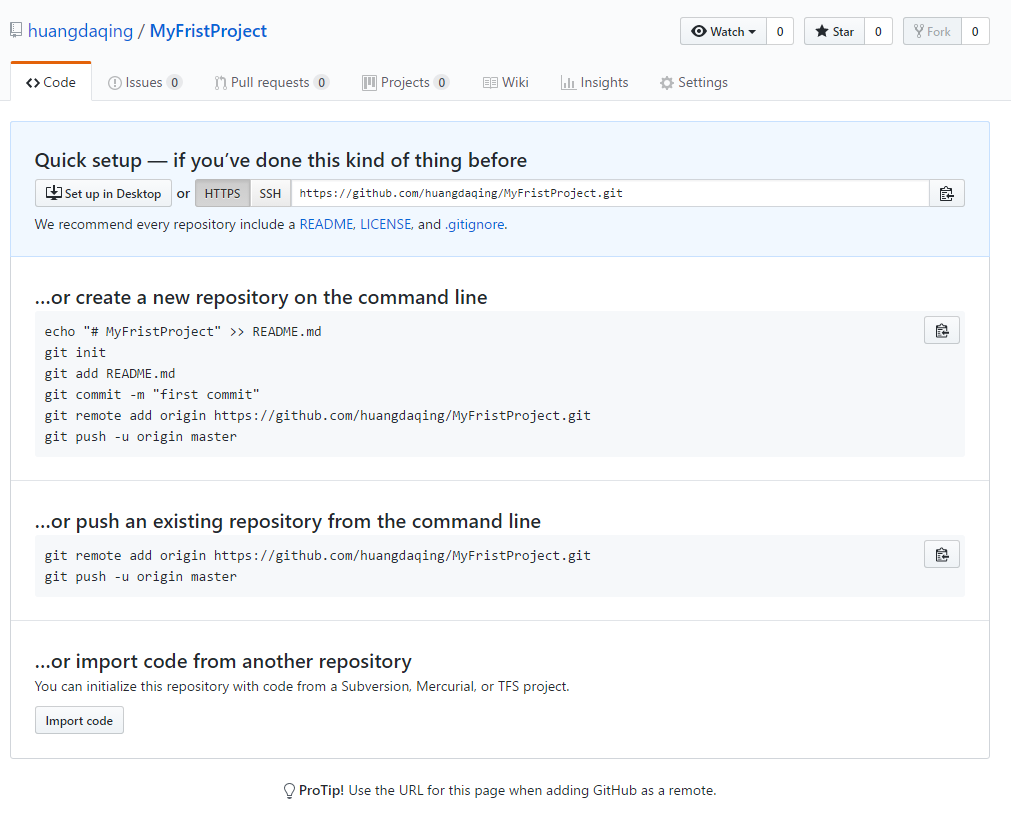 huangdaqing / MyFristProject
Watch 0 Star 0 Fork 0
Code Issues 0 Pull requests 0 Projects 0 Wiki Insights Settings
Quick setup — if you’ve done this kind of thing before
Set up in Desktop or HTTPS SSH https://github.com/huangdaqing/MyFristProject.git
We recommend every repository include a README, LICENSE, and .gitignore.
…or create a new repository on the command line
echo "# MyFristProject" >> README.md
git init
git add README.md
git commit -m "first commit"
git remote add origin https://github.com/huangdaqing/MyFristProject.git
git push -u origin master
…or push an existing repository from the command line
git remote add origin https://github.com/huangdaqing/MyFristProject.git
git push -u origin master
…or import code from another repository
You can initialize this repository with code from a Subversion, Mercurial, or TFS project.
Import code
ProTip! Use the URL for this page when adding GitHub as a remote.